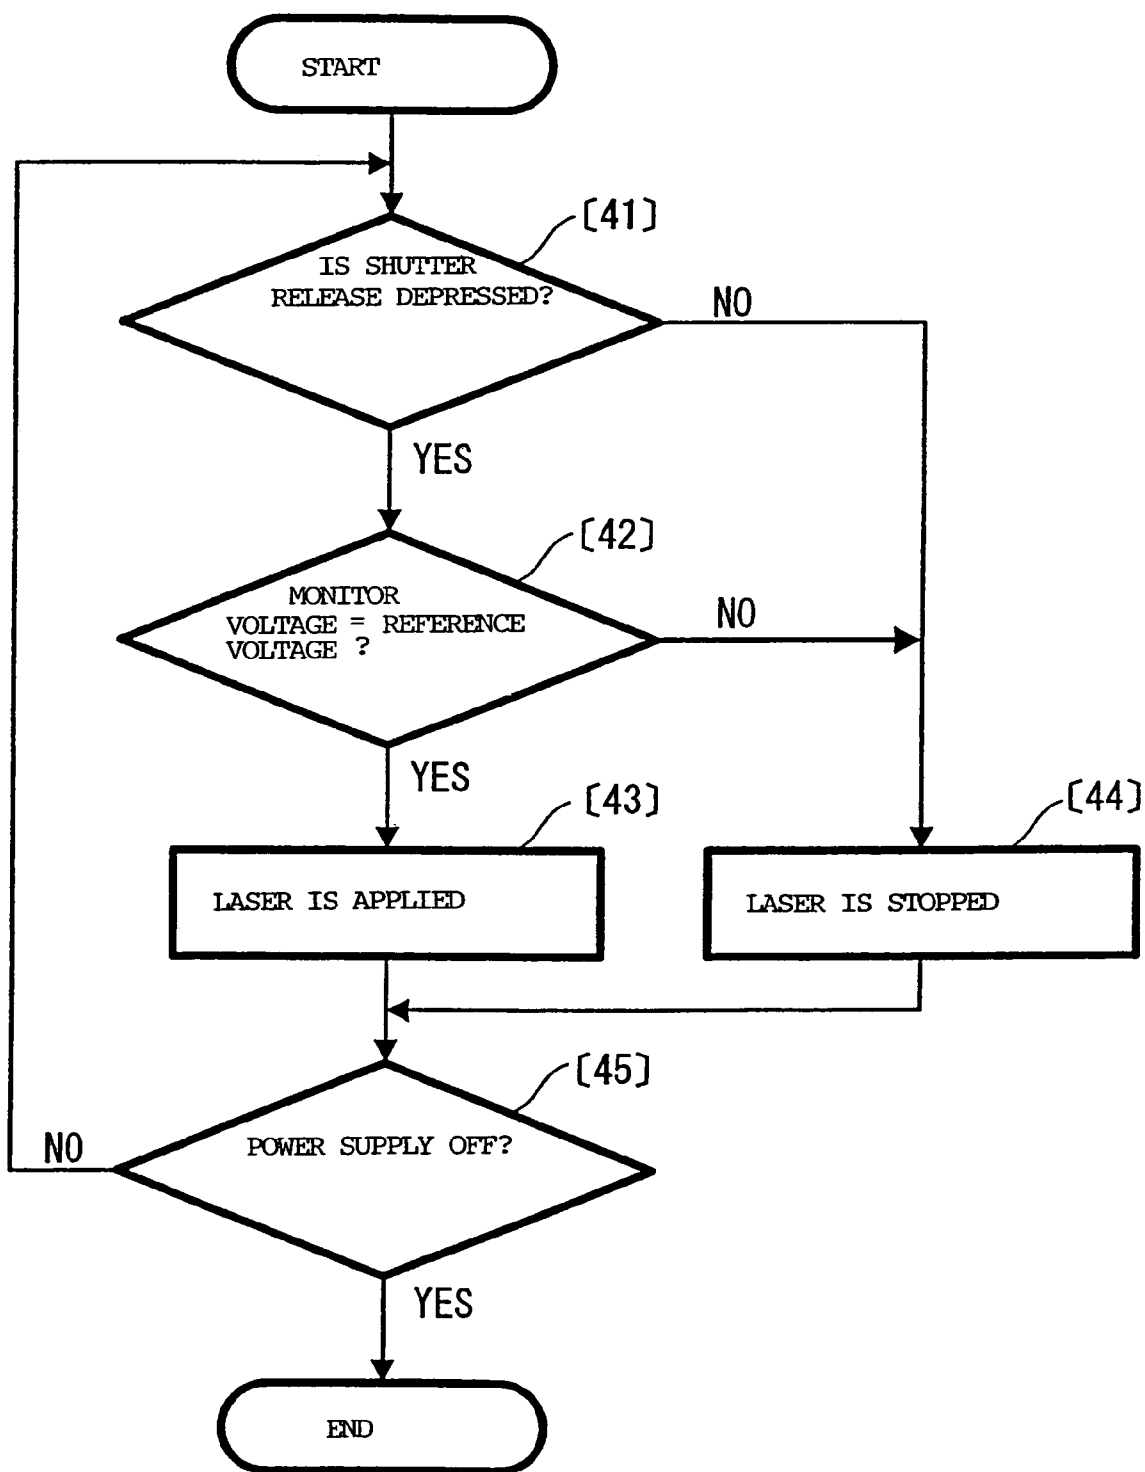 START
[41]
IS SHUTTER
RELEASE DEPRESSED?
NO
YES
[42]
MONITOR
VOLTAGE = REFERENCE
VOLTAGE ?
NO
YES
[43]
[44]
LASER IS APPLIED
LASER IS STOPPED
[45]
POWER SUPPLY OFF?
NO
YES
END